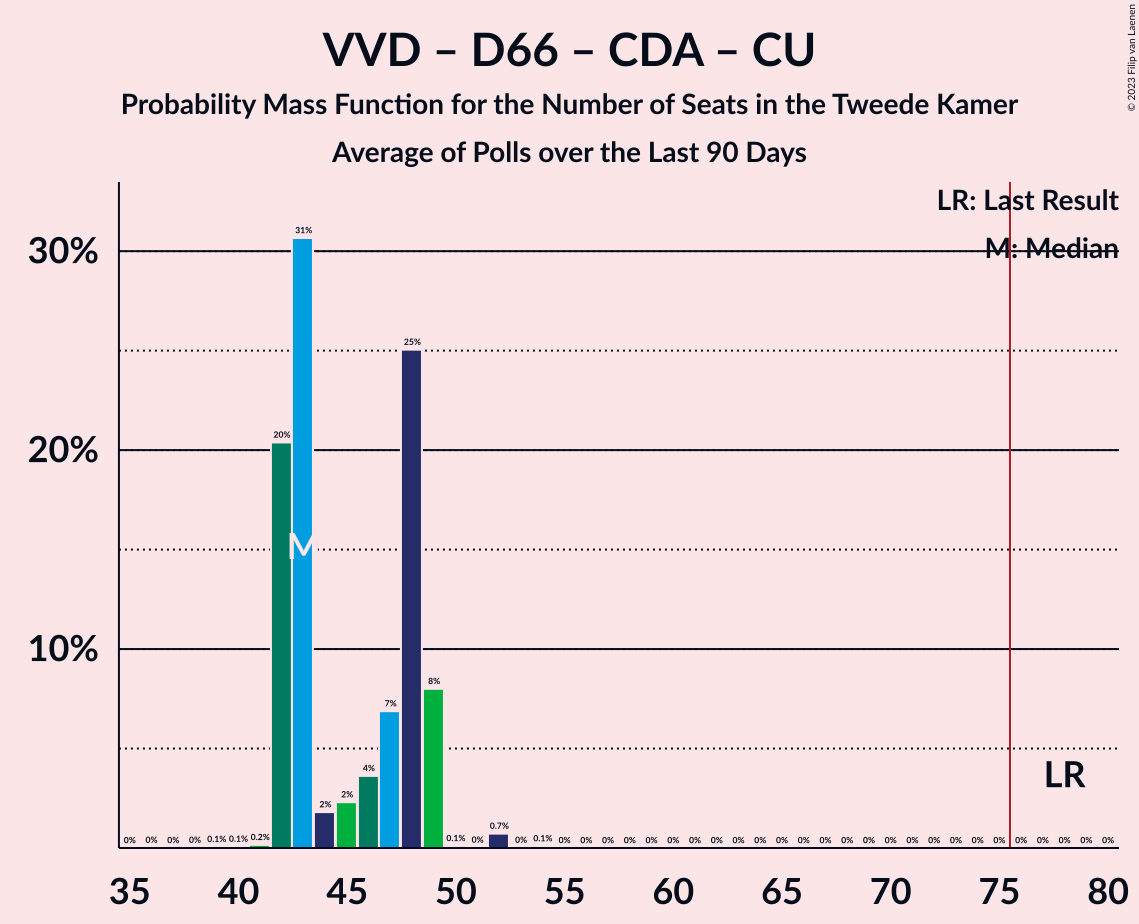 VVD – D66 – CDA – CU
Probability Mass Function for the Number of Seats in the Tweede Kamer
Average of Polls over the Last 90 Days
© 2023 Filip van Laenen
LR: Last Result
M: Median
30%
20%
10%
0% 0% 0% 0% 0.1% 0.1% 0.2% 20% 31% 2% 2% 4% 7% 25% 8% 0.1% 0% 0.7% 0% 0.1% 0% 0% 0% 0% 0% 0% 0% 0% 0% 0% 0% 0% 0% 0% 0% 0% 0% 0% 0% 0% 0% 0% 0% 0% 0% 0%
M
LR
35 40 45 50 55 60 65 70 75 80